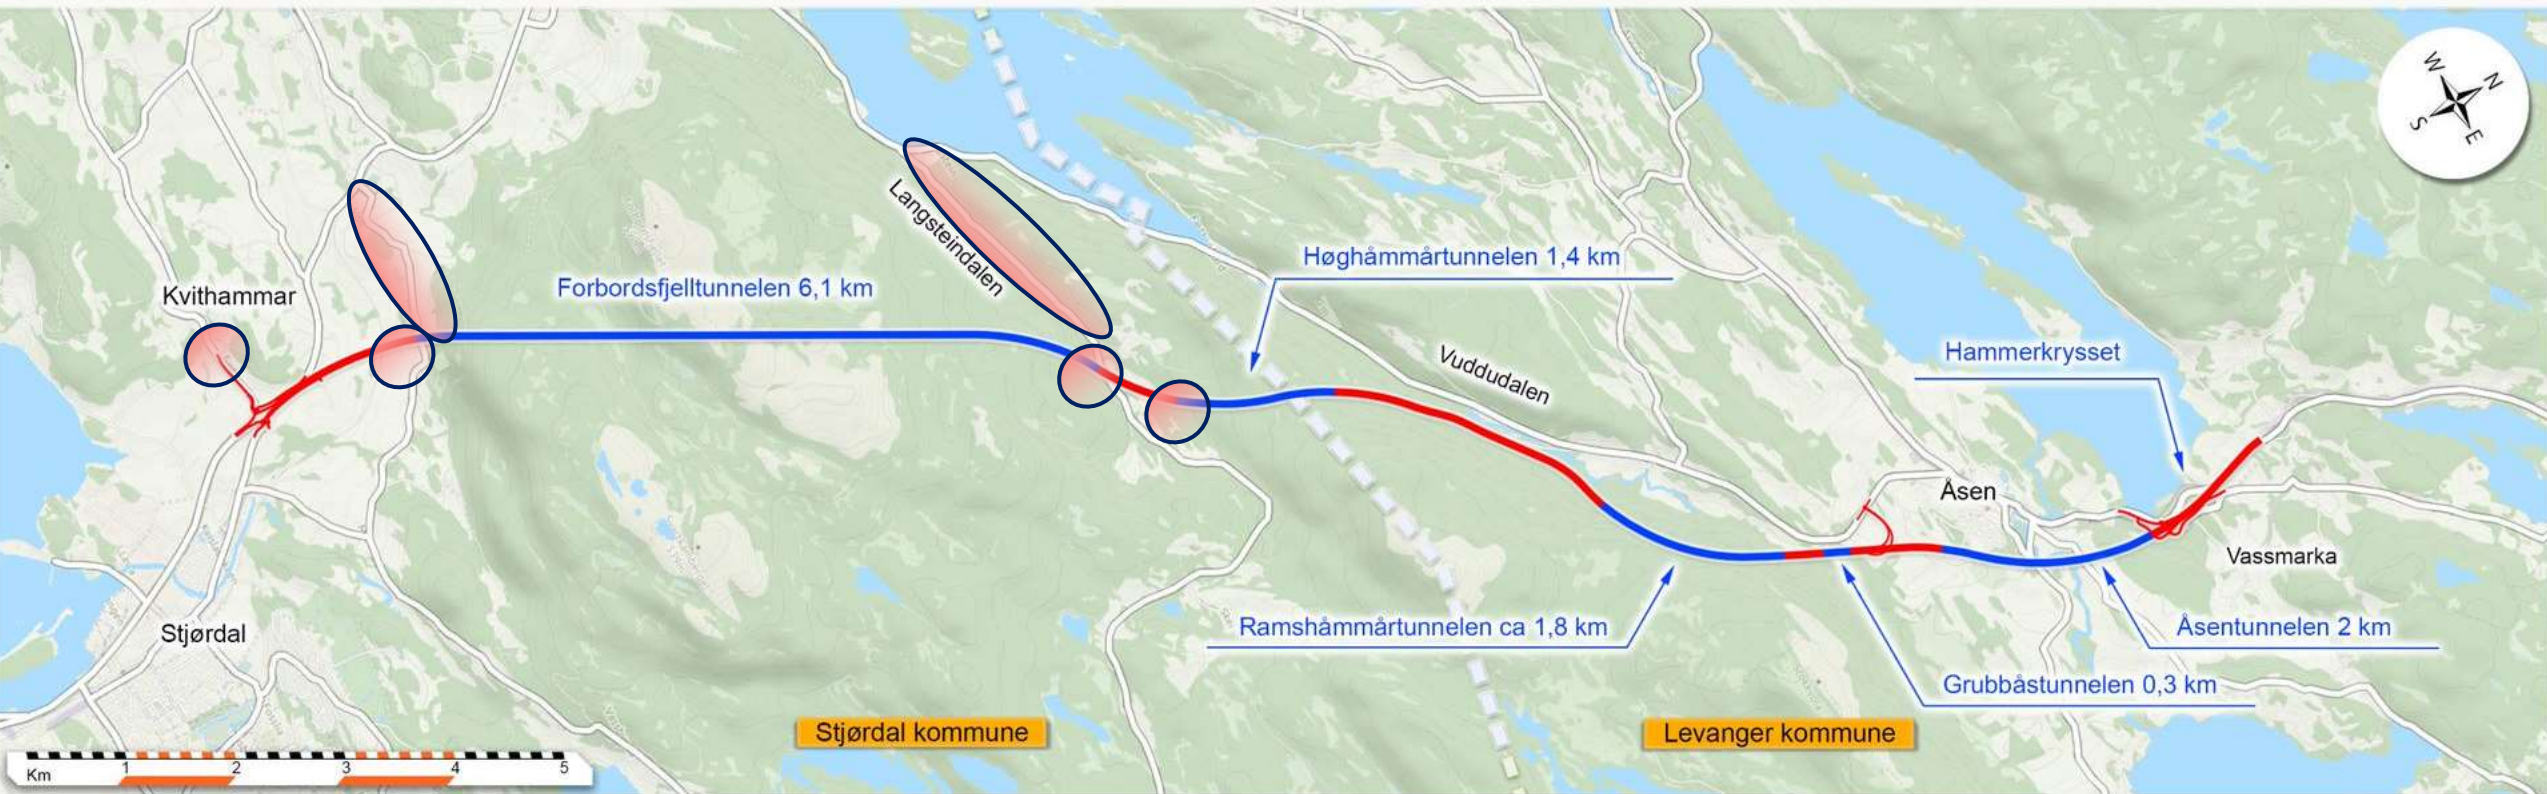 W
N
S
E
Langsteindalen
Høghåmmårtunnelen 1,4 km
Forbordsfjelltunnelen 6,1 km
Kvithammar
Vuddudalen
Hammerkrysset
Åsen
Vassmarka
Stjørdal
Ramshåmmårtunnelen ca 1,8 km
Åsentunnelen 2 km
Grubbåstunnelen 0,3 km
Stjørdal kommune
Levanger kommune
Km 1 2 3 4 5